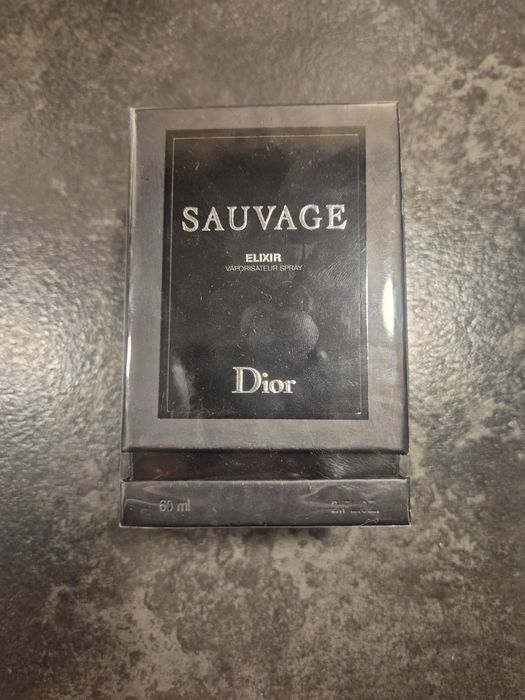 SAUVAGE
ELIXIR
VAPORISATEUR SPRAY
Dior
60 ml